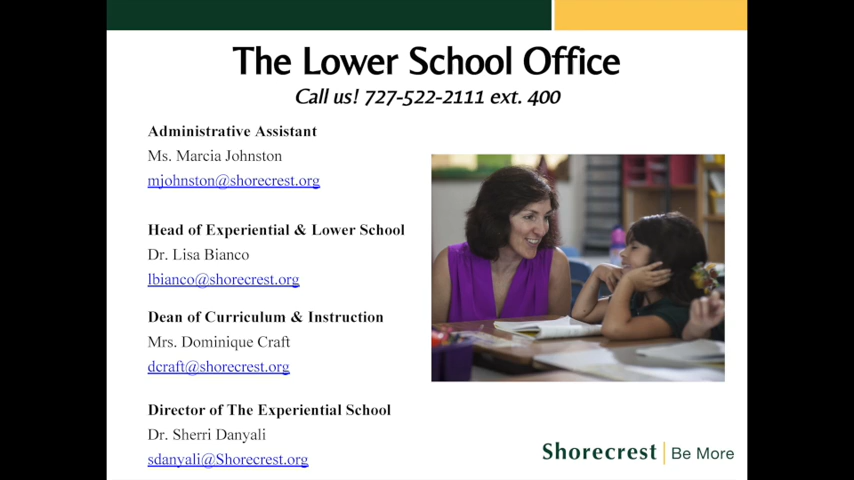 The Lower School Office
Call us! 727-522-2111 ext. 400
Administrative Assistant
Ms. Marcia Johnston
mjohnston@shorecrest.org
Head of Experiential & Lower School
Dr. Lisa Bianco
lbianco@shorecrest.org
Dean of Curriculum & Instruction
Mrs. Dominique Craft
dcraft@shorecrest.org
Director of The Experiential School
Dr. Sherri Danyali
sdanyali@Shorecrest.org
Shorecrest | Be More